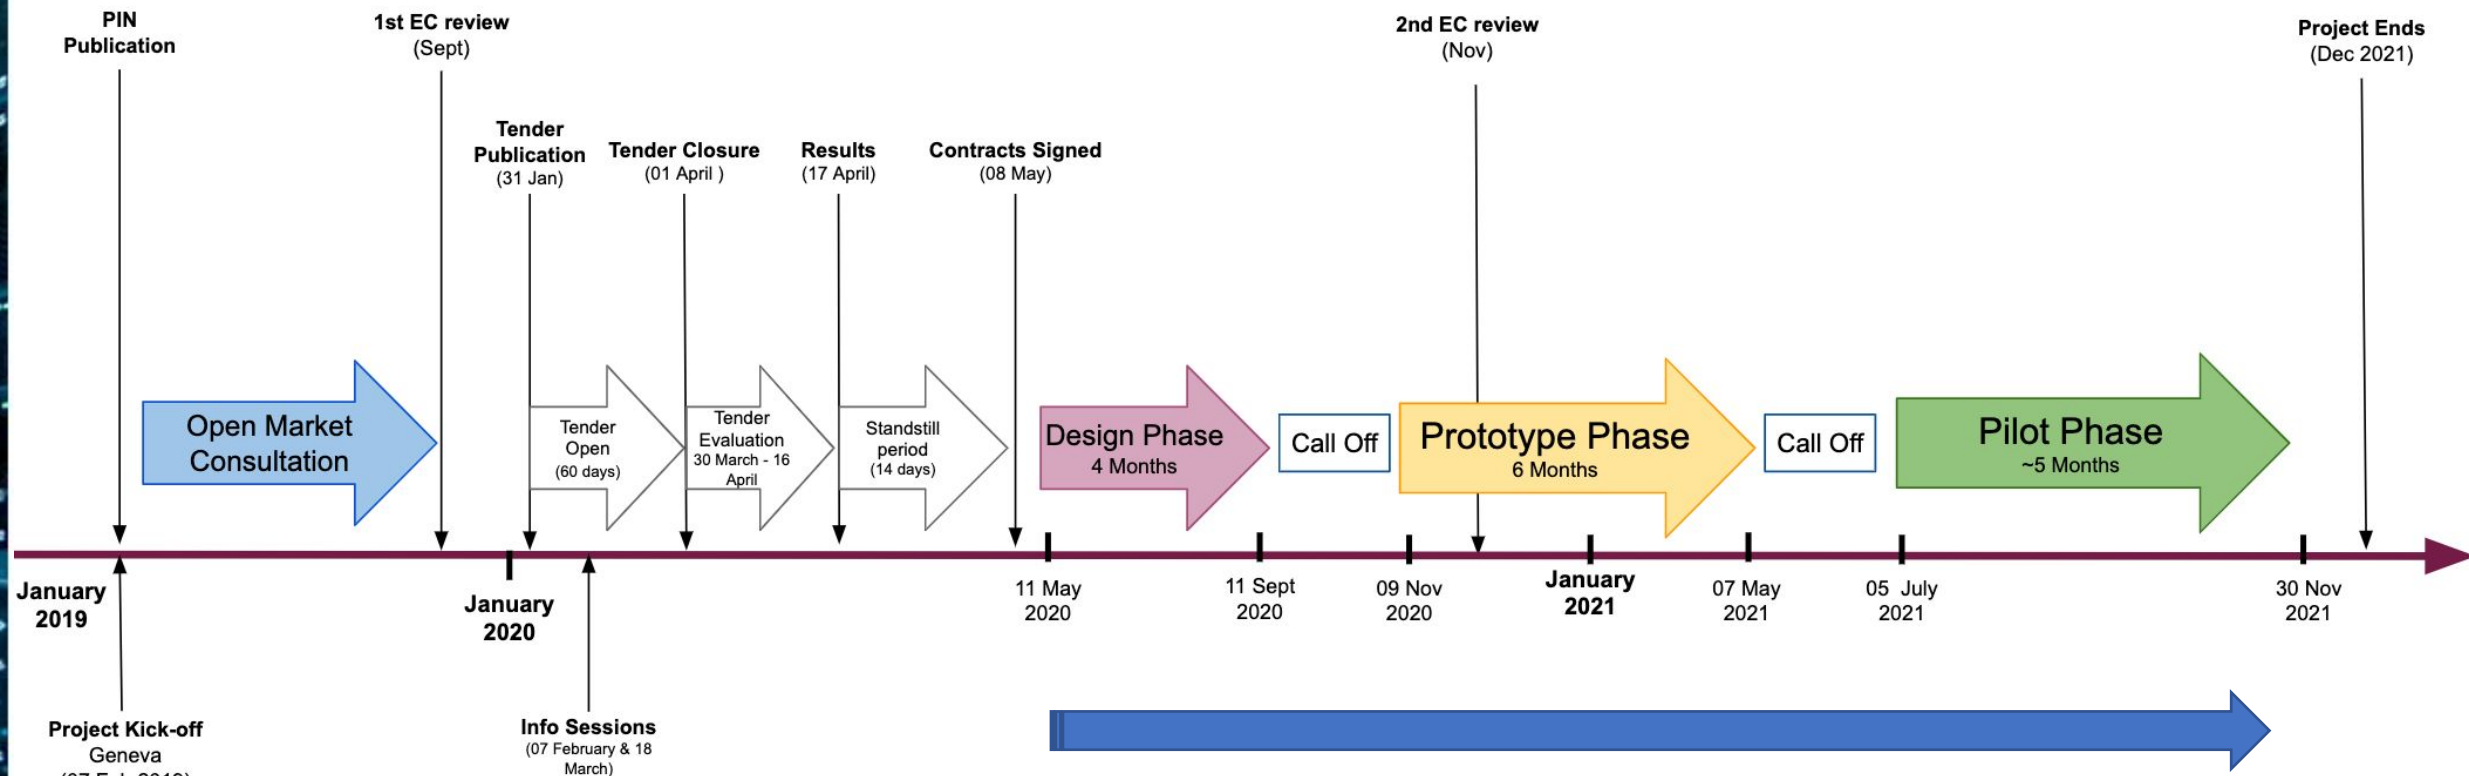 PIN
Publication
1st EC review
(Sept)
2nd EC review
(Nov)
Project Ends
(Dec 2021)
Tender
Publication
(31 Jan)
Tender Closure
(01 April )
Results
(17 April)
Contracts Signed
(08 May)
Open Market
Consultation
Tender
Open
(60 days)
Tender
Evaluation
30 March - 16
April
Standstill
period
(14 days)
Design Phase
4 Months
Call Off
Prototype Phase
6 Months
Call Off
Pilot Phase
~5 Months
January
2019
January
2020
11 May
2020
11 Sept
2020
09 Nov
2020
January
2021
07 May
2021
05 July
2021
30 Nov
2021
Project Kick-off
Geneva
Info Sessions
(07 February & 18
March)